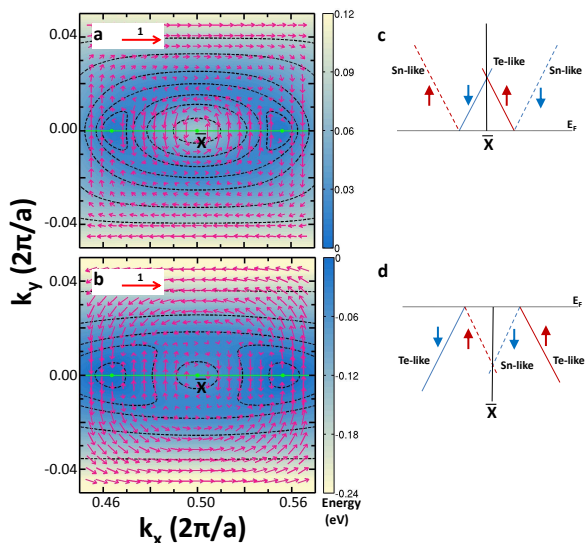 a
1
0.04
0.00
-0.04
X̅
0.12
0.09
0.06
0.03
0
b
1
0.04
0.00
-0.04
X̅
0
-0.06
-0.12
-0.18
-0.24
0.46
0.50
0.56
Energy
(eV)
k_y (2π/a)
k_x (2π/a)
c
Te-like
Sn-like
Sn-like
E_F
X̅
d
E_F
Te-like
Sn-like
Te-like
X̅